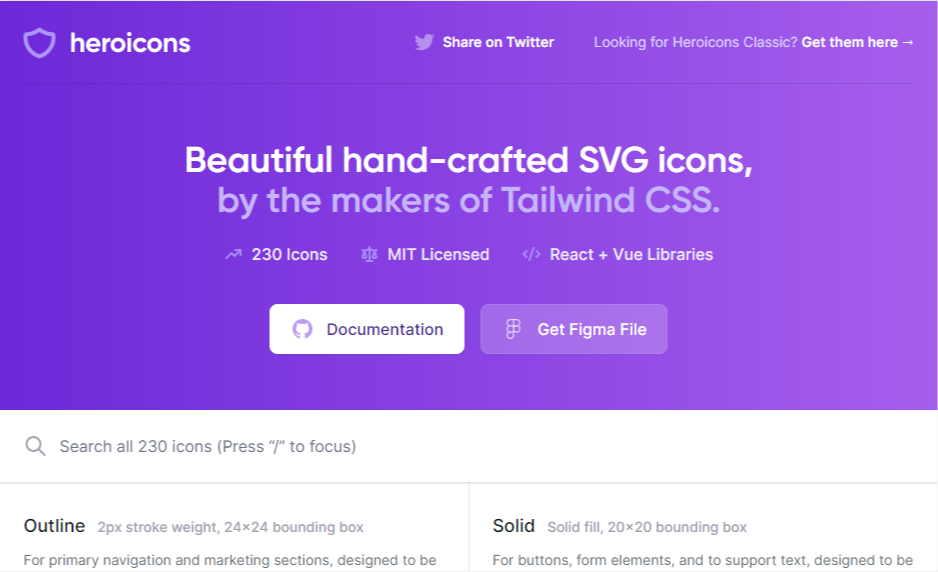 heroicons
Share on Twitter
Looking for Heroicons Classic? Get them here →
Beautiful hand-crafted SVG icons,
by the makers of Tailwind CSS.
230 Icons
MIT Licensed
React + Vue Libraries
Documentation
Get Figma File
Search all 230 icons (Press “/” to focus)
Outline 2px stroke weight, 24×24 bounding box
For primary navigation and marketing sections, designed to be
Solid Solid fill, 20×20 bounding box
For buttons, form elements, and to support text, designed to be